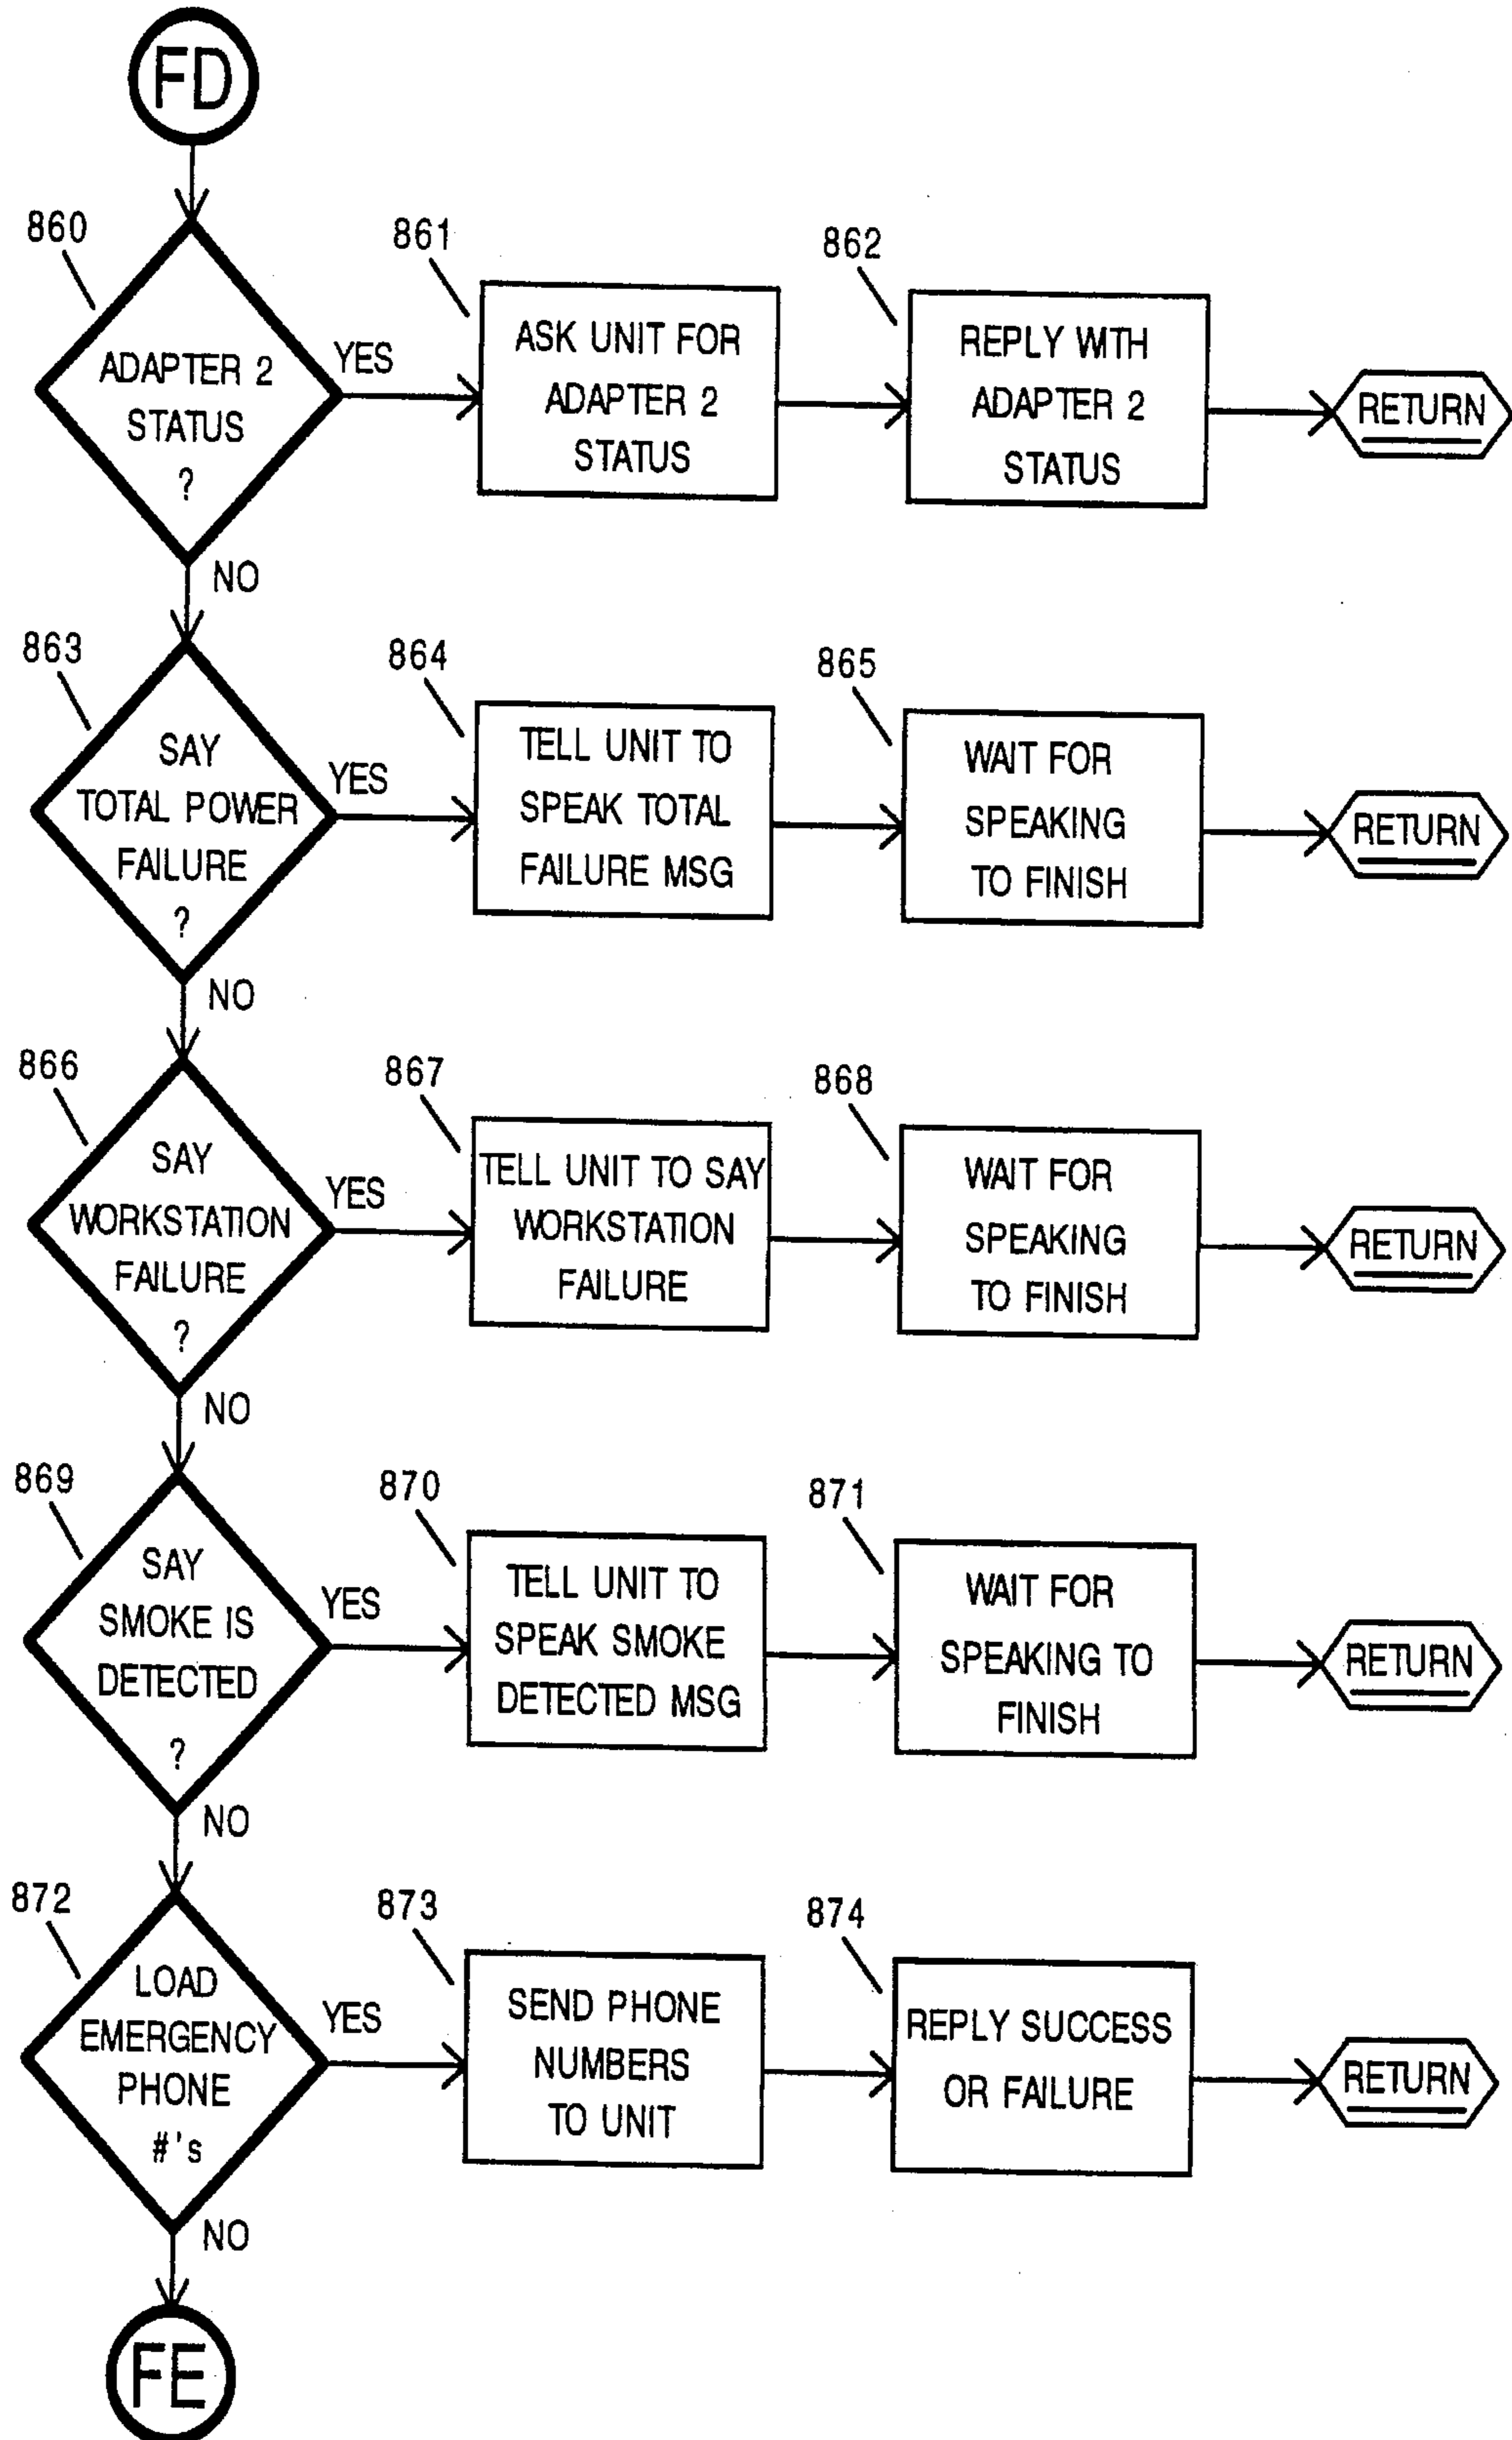 FD
860
ADAPTER 2
STATUS
?
YES
861
ASK UNIT FOR
ADAPTER 2
STATUS
862
REPLY WITH
ADAPTER 2
STATUS
RETURN
NO
863
SAY
TOTAL POWER
FAILURE
?
YES
864
TELL UNIT TO
SPEAK TOTAL
FAILURE MSG
865
WAIT FOR
SPEAKING
TO FINISH
RETURN
NO
866
SAY
WORKSTATION
FAILURE
?
YES
867
TELL UNIT TO SAY
WORKSTATION
FAILURE
868
WAIT FOR
SPEAKING
TO FINISH
RETURN
NO
869
SAY
SMOKE IS
DETECTED
?
YES
870
TELL UNIT TO
SPEAK SMOKE
DETECTED MSG
871
WAIT FOR
SPEAKING TO
FINISH
RETURN
NO
872
LOAD
EMERGENCY
PHONE
#'s
YES
873
SEND PHONE
NUMBERS
TO UNIT
874
REPLY SUCCESS
OR FAILURE
RETURN
NO
FE